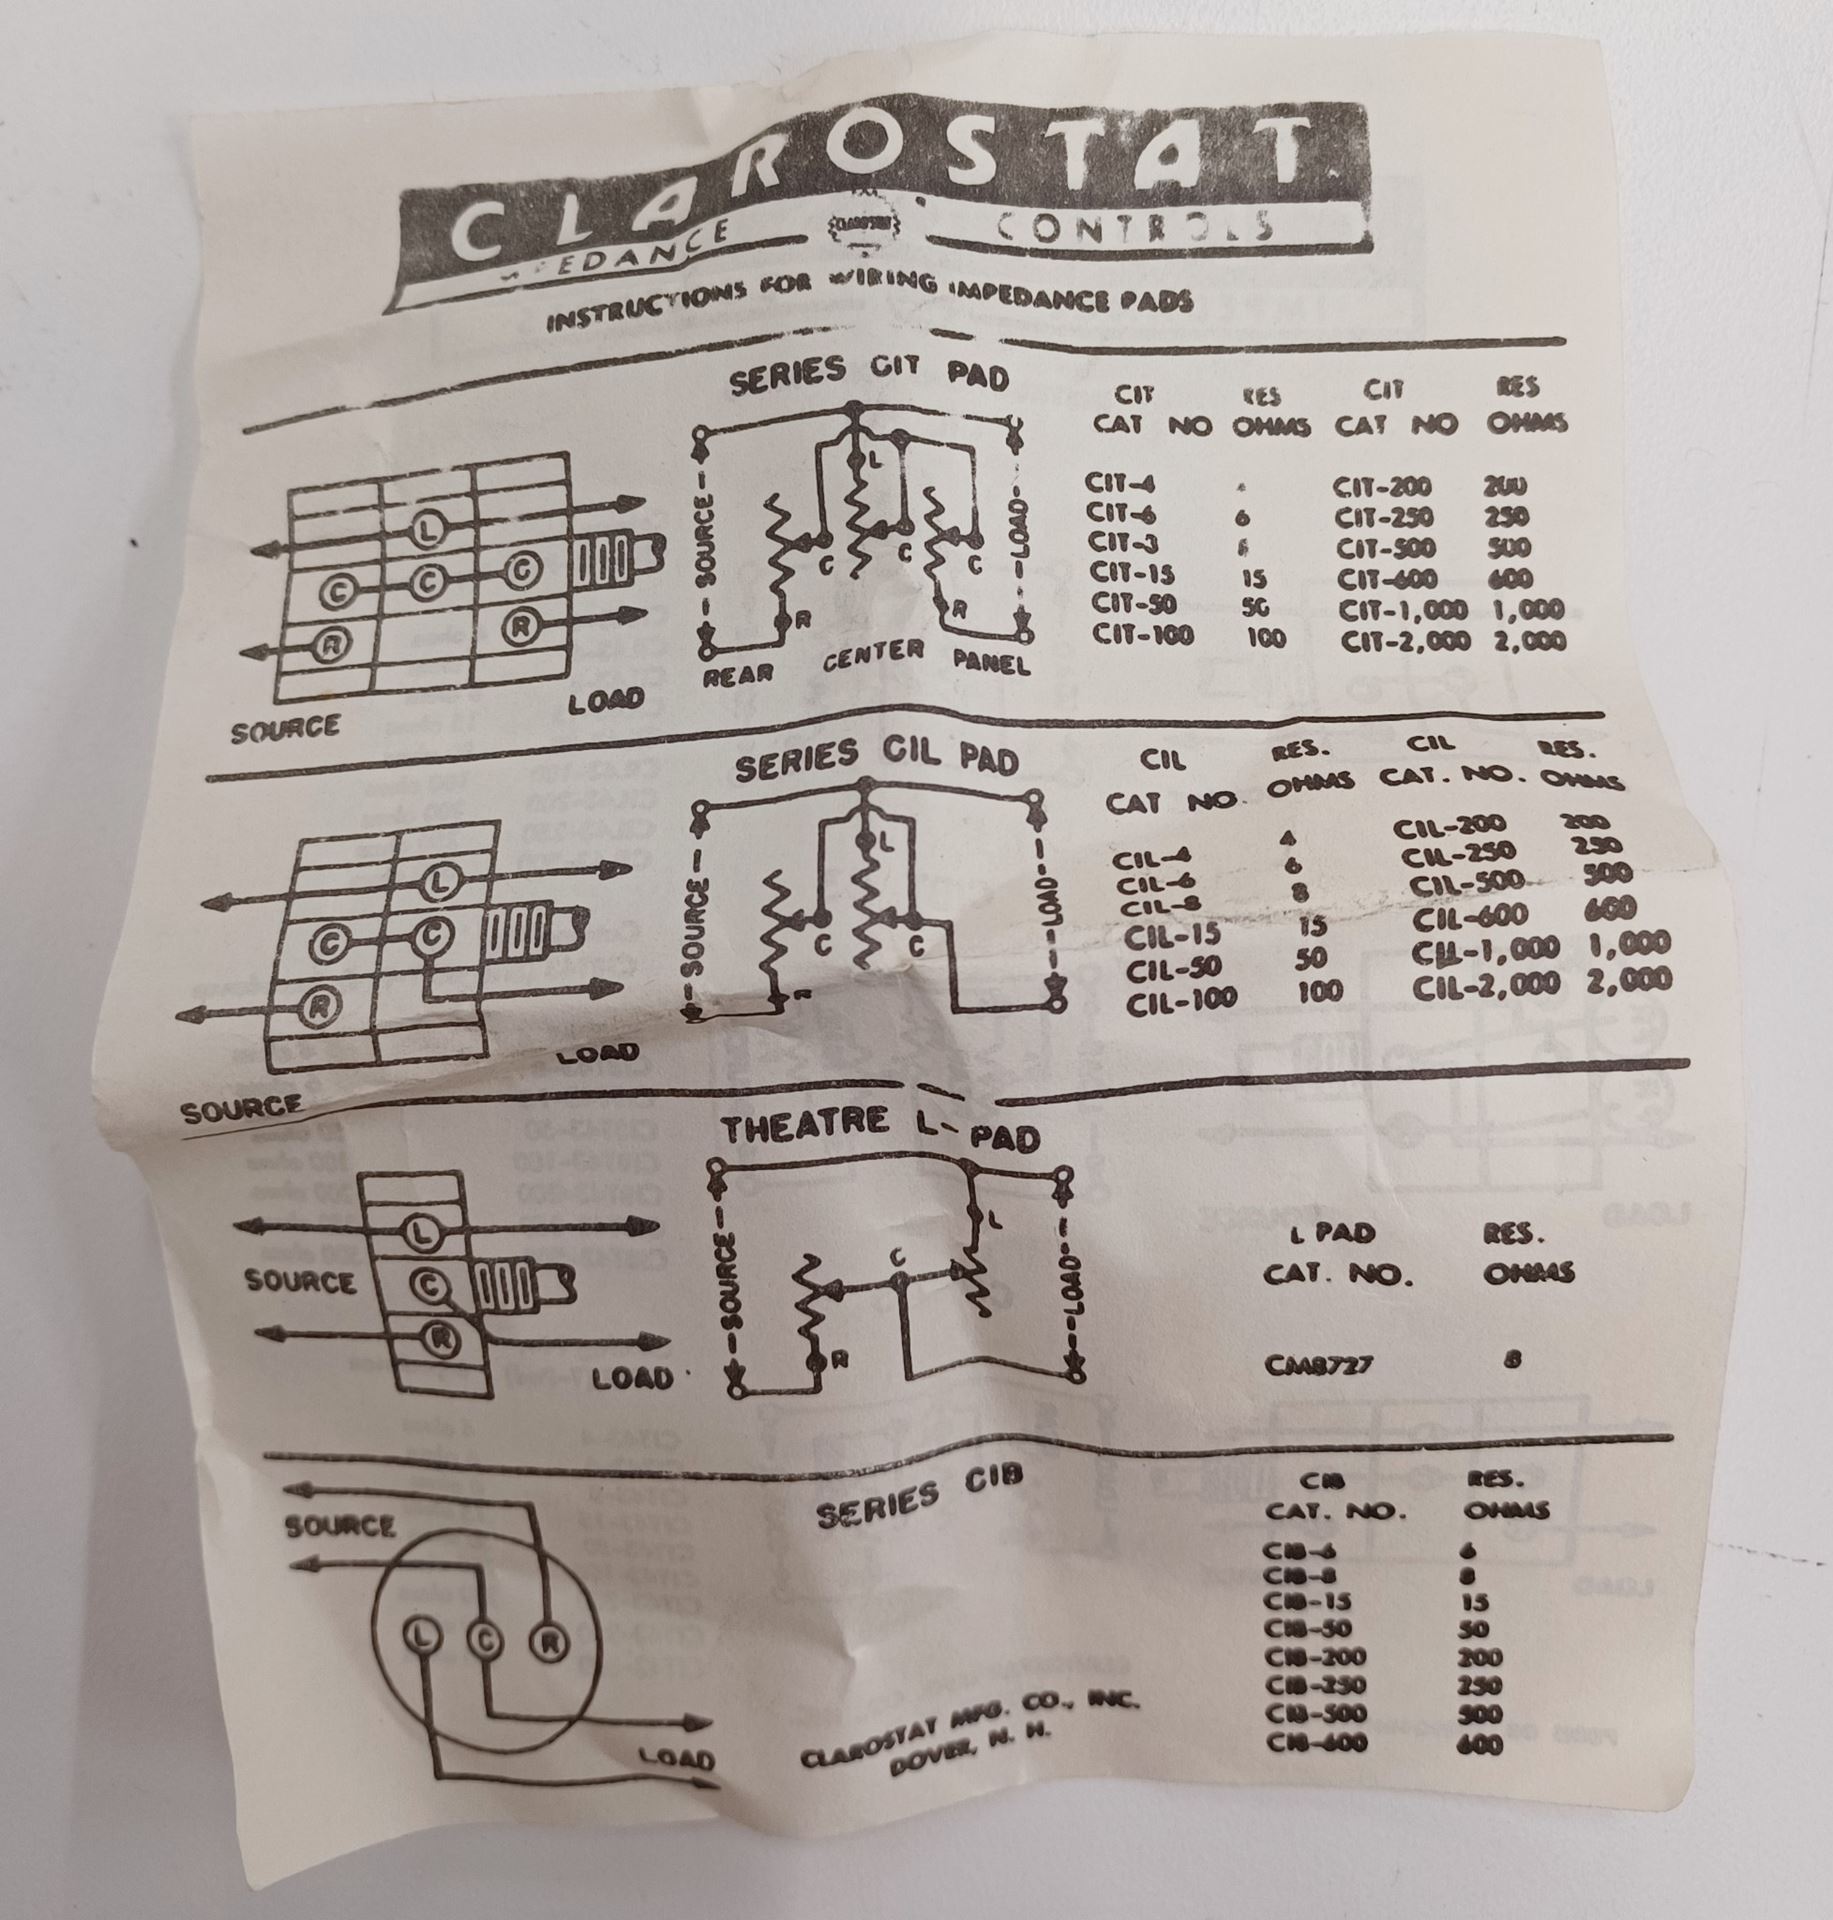 CLAROSTAT
CLAROSTAT
CONTROLS
INSTRUCTIONS FOR WIRING IMPEDANCE PADS
SERIES CIT PAD
CIT RES CIT RES
CAT NO OHMS CAT NO OHMS
CIT-4 CIT-200 200
CIT-6 6 CIT-250 250
CIT-500 500
CIT-15 15 CIT-600 600
CIT-50 50 CIT-1,000 1,000
CIT-100 100 CIT-2,000 2,000
L
C C C
R R
SOURCE LOAD
SOURCE
L
C C C
R R
LOAD
REAR CENTER PANEL
SERIES CIL PAD
CIL RES. CIL RES.
CAT NO. OHMS CAT. NO. OHMS
CIL-4 4 CIL-200 200
CIL-6 6 CIL-250 250
CIL-8 8 CIL-500 500
CIL-15 15 CIL-600 600
CIL-50 50 CIL-1,000 1,000
CIL-100 100 CIL-2,000 2,000
L
C C
R
SOURCE LOAD
SOURCE
L
C C
R
LOAD
THEATRE L-PAD
L PAD RES.
CAT. NO. OHMS
CM8727 8
L
SOURCE C
R
LOAD
SOURCE
C
R
LOAD
SERIES CIB
CIB RES.
CAT. NO. OHMS
CIB-6 6
CIB-8 8
CIB-15 15
CIB-50 50
CIB-200 200
CIB-250 250
CIB-500 500
CIB-600 600
SOURCE
L C R
LOAD
CLAROSTAT MFG. CO., INC.
DOVER, N. H.